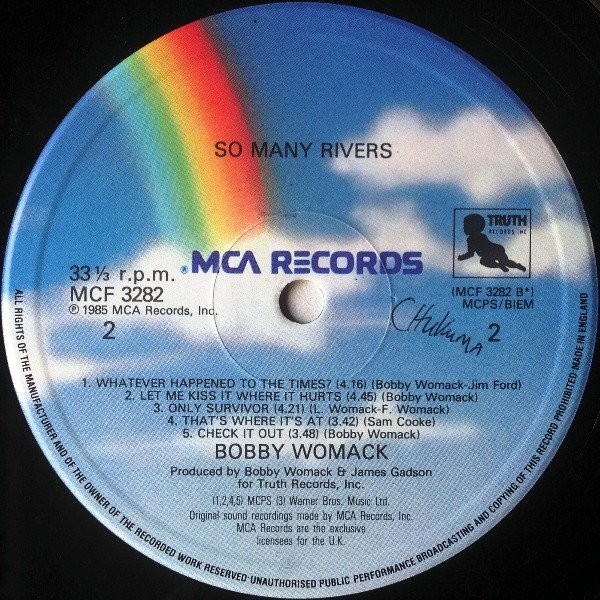 SO MANY RIVERS
TRUTH
RECORDS INC
33⅓ r.p.m.
® MCA RECORDS
MCF 3282
(MCF 3282 B*)
MCPS/BIEM
℗ 1985 MCA Records, Inc.
2
CHUKUMA
2
1. WHATEVER HAPPENED TO THE TIMES? (4.16) (Bobby Womack-Jim Ford)
2. LET ME KISS IT WHERE IT HURTS (4.45) (Bobby Womack)
3. ONLY SURVIVOR (4.21) (L. Womack-F. Womack)
4. THAT'S WHERE IT'S AT (3.42) (Sam Cooke)
5. CHECK IT OUT (3.48) (Bobby Womack)
BOBBY WOMACK
Produced by Bobby Womack & James Gadson
for Truth Records, Inc.
(1,2,4,5) MCPS (3) Warner Bros. Music Ltd.
Original sound recordings made by MCA Records, Inc.
MCA Records are the exclusive
licensees for the U.K.
ALL RIGHTS OF THE MANUFACTURER AND OF THE OWNER OF THE RECORDED WORK RESERVED·UNAUTHORISED PUBLIC PERFORMANCE BROADCASTING AND COPYING OF THIS RECORD PROHIBITED·MADE IN ENGLAND